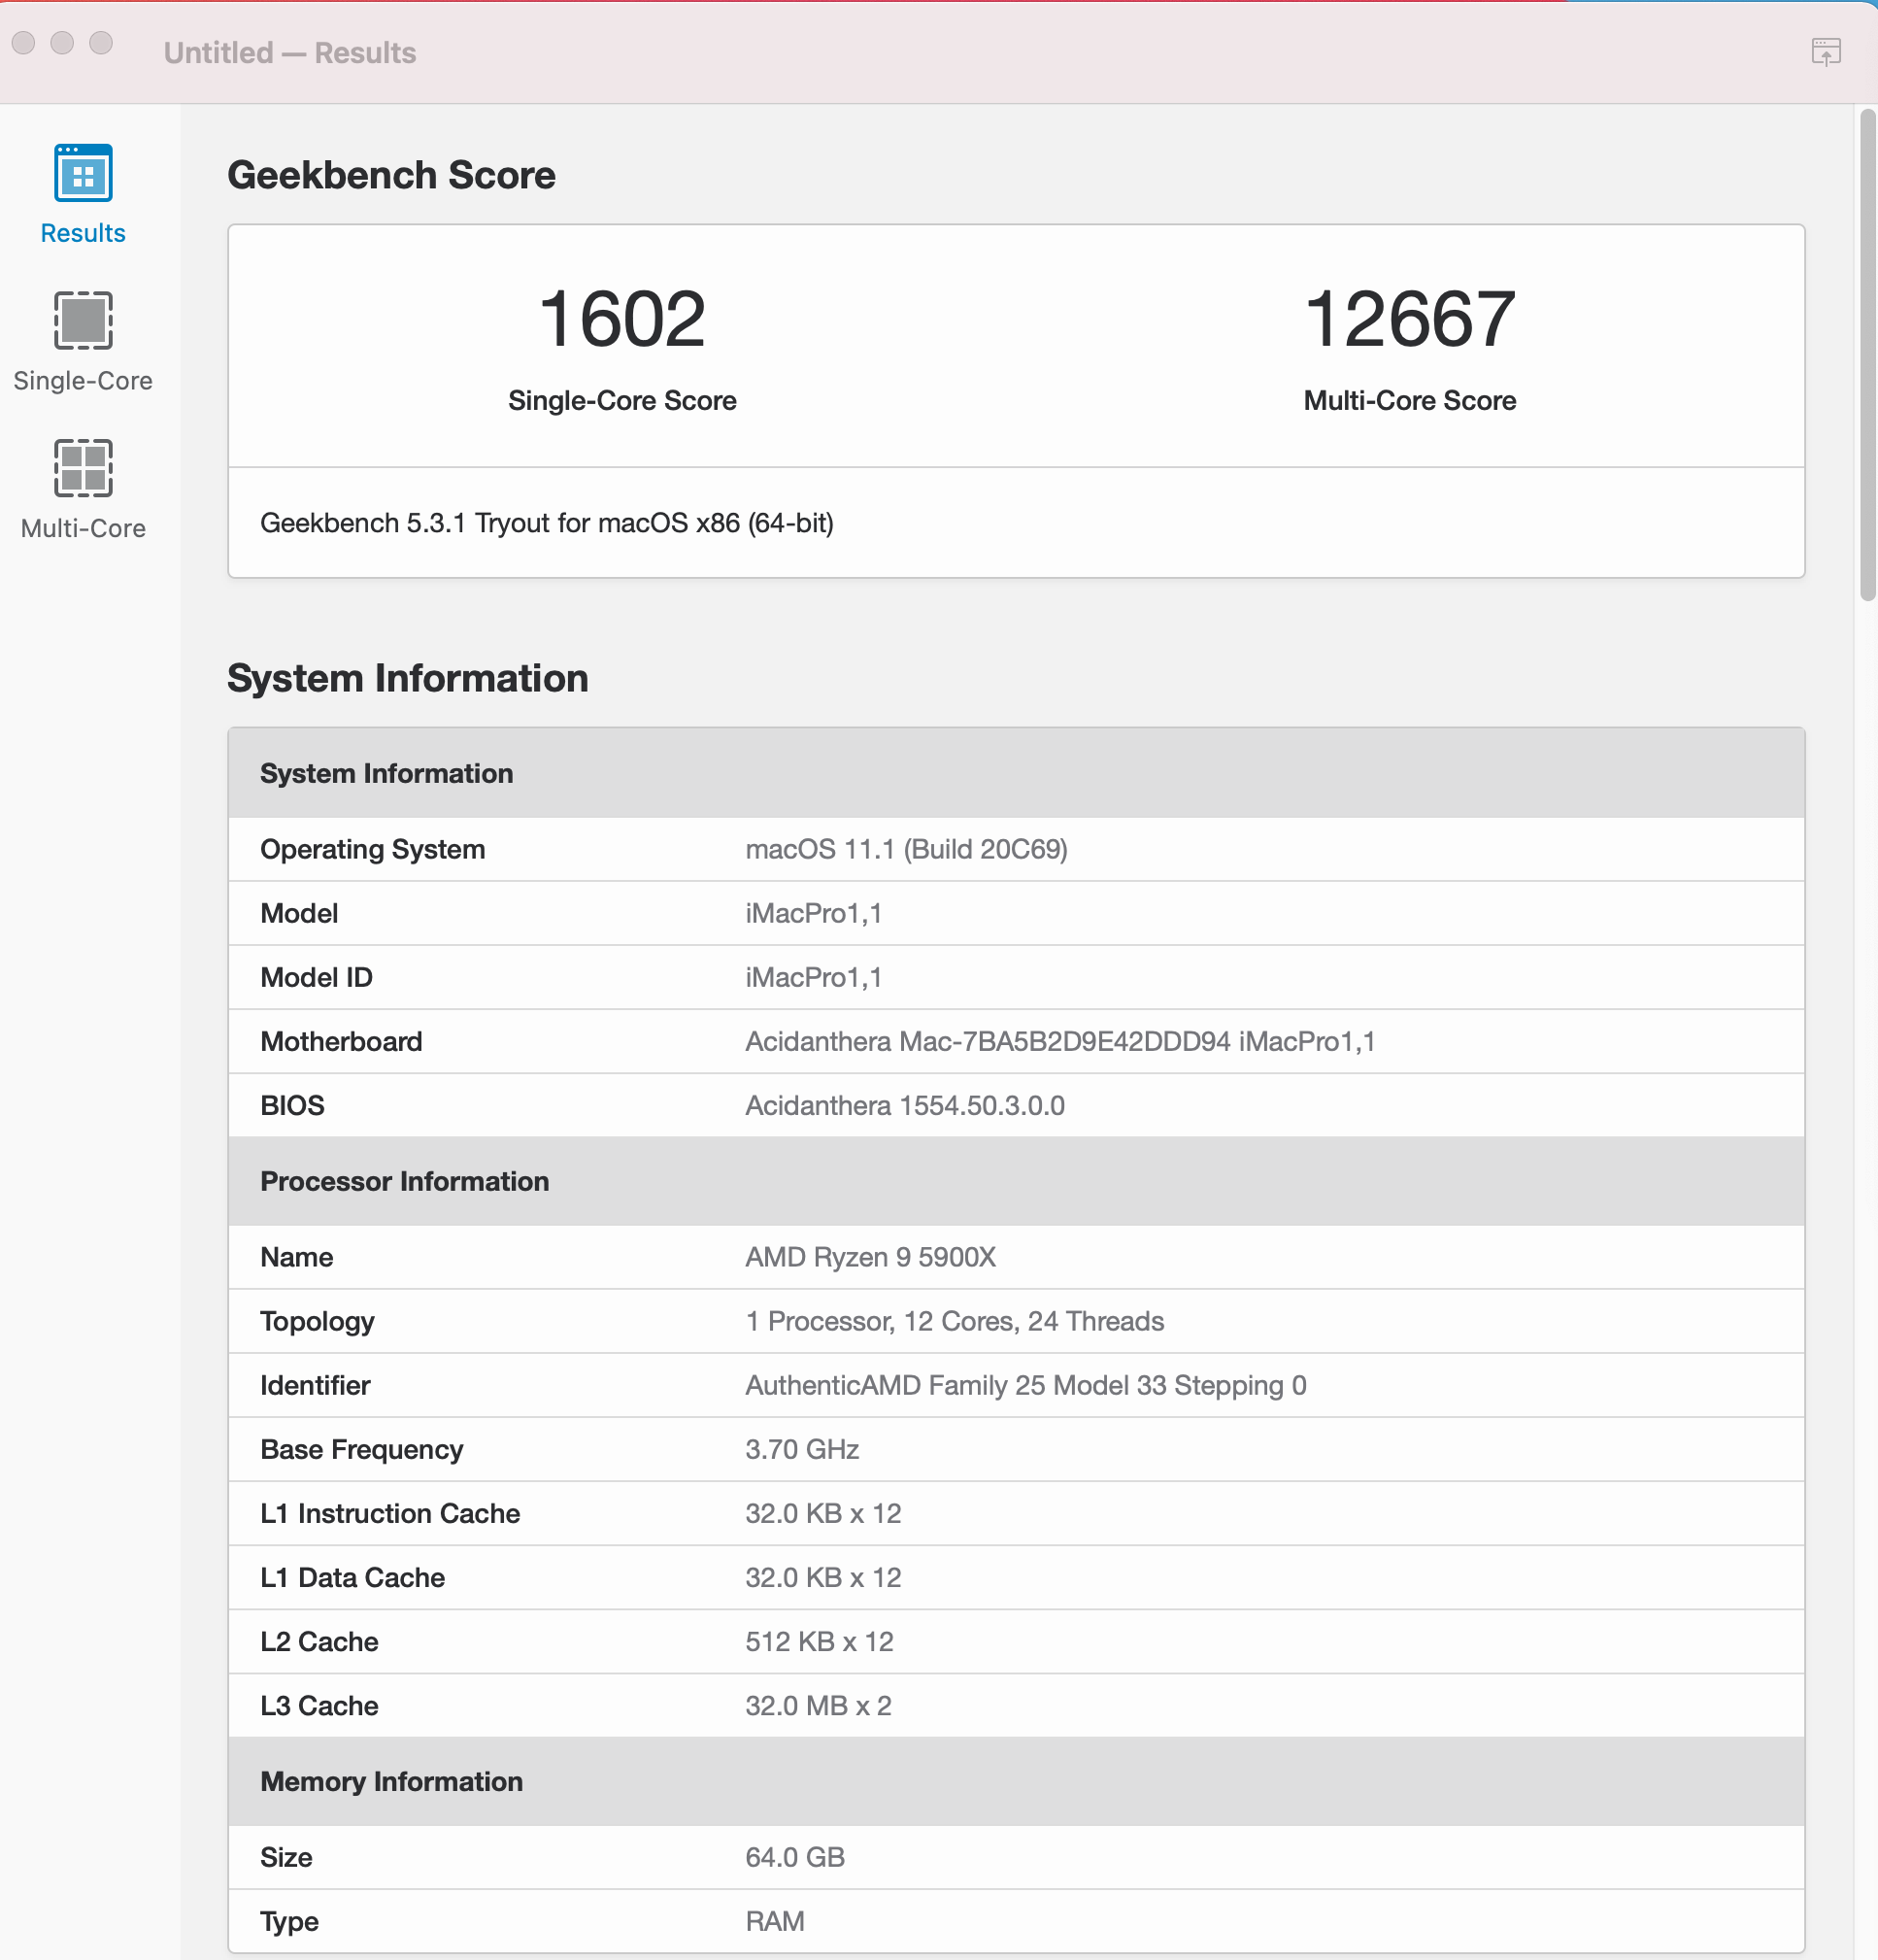 Untitled — Results
Results
Single-Core
Multi-Core
Geekbench Score
1602
Single-Core Score
12667
Multi-Core Score
Geekbench 5.3.1 Tryout for macOS x86 (64-bit)
System Information
System Information
Operating System macOS 11.1 (Build 20C69)
Model iMacPro1,1
Model ID iMacPro1,1
Motherboard Acidanthera Mac-7BA5B2D9E42DDD94 iMacPro1,1
BIOS Acidanthera 1554.50.3.0.0
Processor Information
Name AMD Ryzen 9 5900X
Topology 1 Processor, 12 Cores, 24 Threads
Identifier AuthenticAMD Family 25 Model 33 Stepping 0
Base Frequency 3.70 GHz
L1 Instruction Cache 32.0 KB x 12
L1 Data Cache 32.0 KB x 12
L2 Cache 512 KB x 12
L3 Cache 32.0 MB x 2
Memory Information
Size 64.0 GB
Type RAM